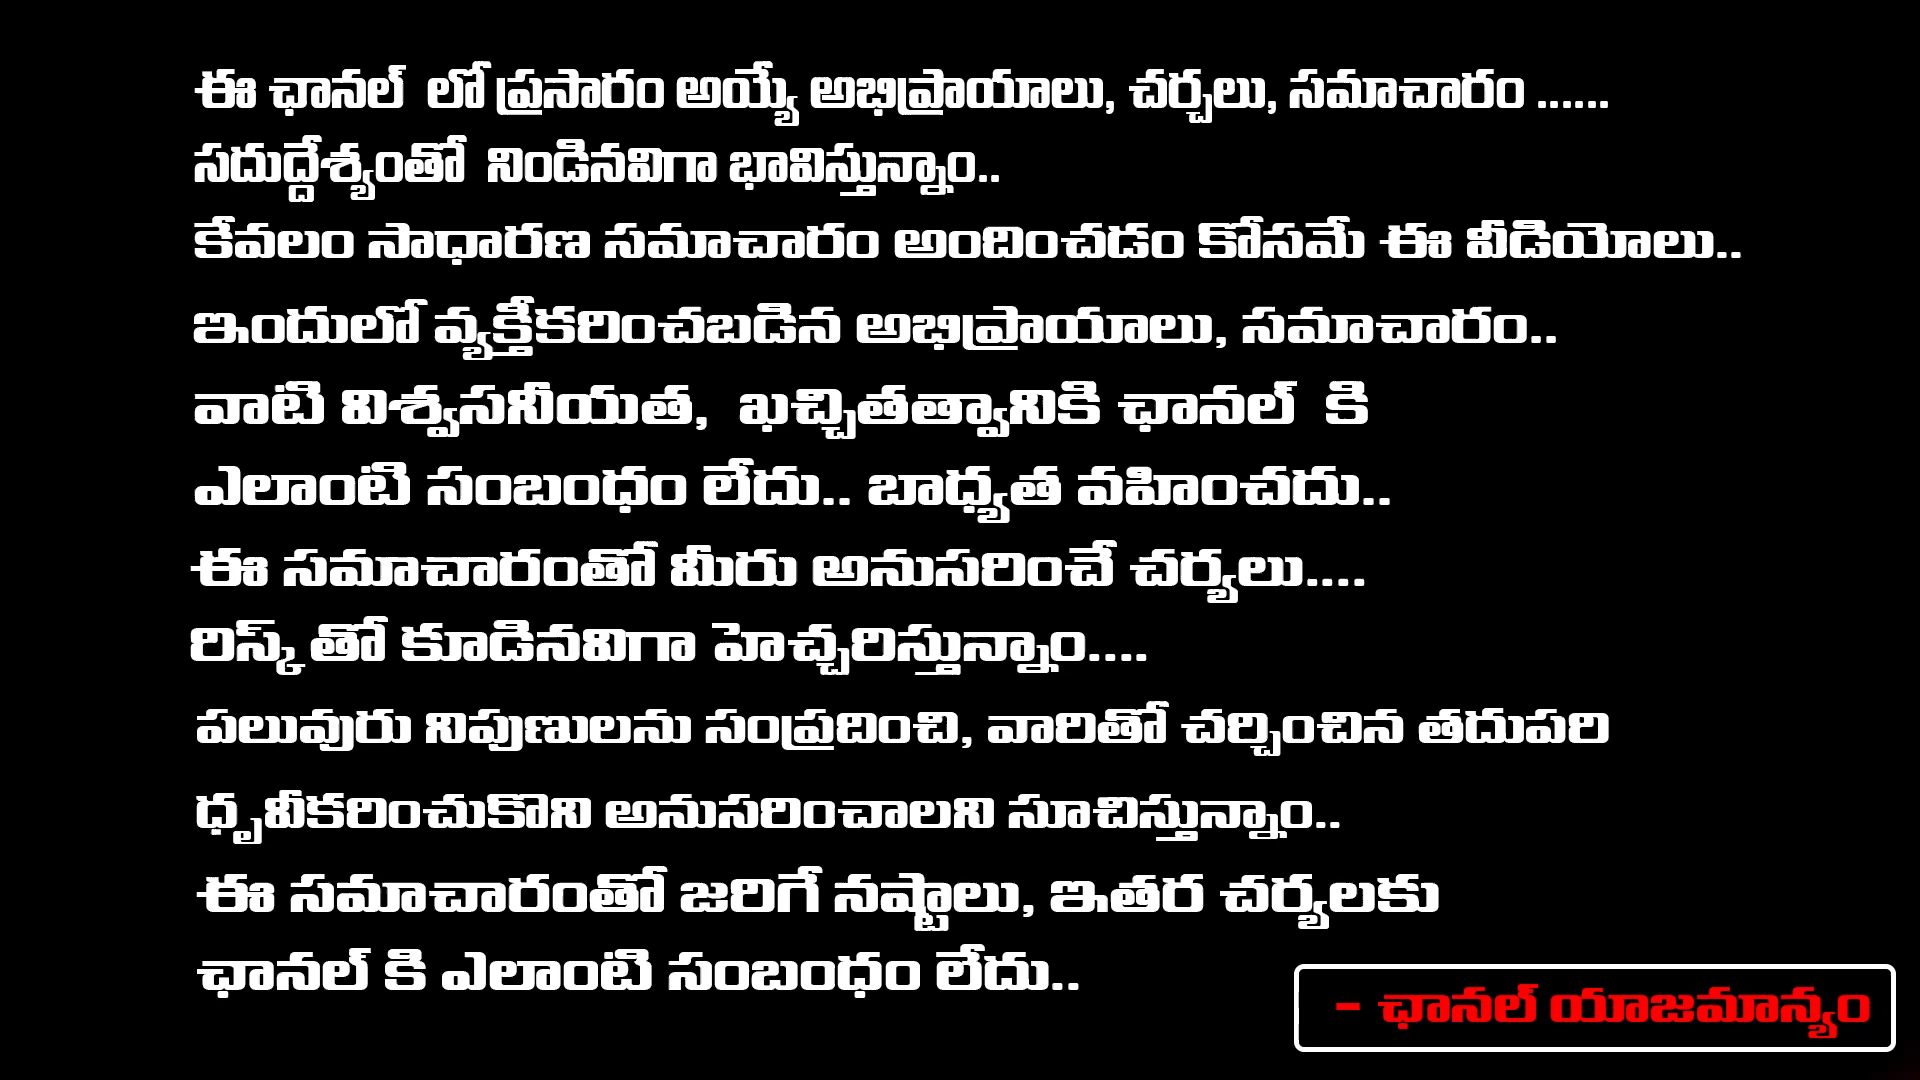 ఈ ఛానల్ లో ప్రసారం అయ్యే అభిప్రాయాలు, చర్చలు, సమాచారం ......
సదుద్దేశ్యంతో నిండినవిగా భావిస్తున్నాం..
కేవలం సాధారణ సమాచారం అందించడం కోసమే ఈ వీడియోలు..
ఇందులో వ్యక్తీకరించబడిన అభిప్రాయాలు, సమాచారం..
వాటి విశ్వసనీయత, ఖచ్చితత్వానికి ఛానల్ కి
ఎలాంటి సంబంధం లేదు.. బాధ్యత వహించదు..
ఈ సమాచారంతో మీరు అనుసరించే చర్యలు....
రిస్క్ తో కూడినవిగా హెచ్చరిస్తున్నాం....
పలువురు నిపుణులను సంప్రదించి, వారితో చర్చించిన తదుపరి
ధృవీకరించుకొని అనుసరించాలని సూచిస్తున్నాం..
ఈ సమాచారంతో జరిగే నష్టాలు, ఇతర చర్యలకు
ఛానల్ కి ఎలాంటి సంబంధం లేదు..
- ఛానల్ యాజమాన్యం